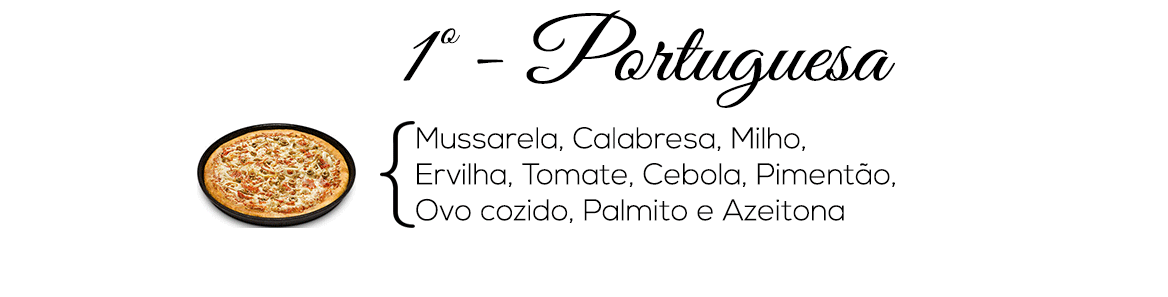 1º - Portuguesa
Mussarela, Calabresa, Milho,
Ervilha, Tomate, Cebola, Pimentão,
Ovo cozido, Palmito e Azeitona